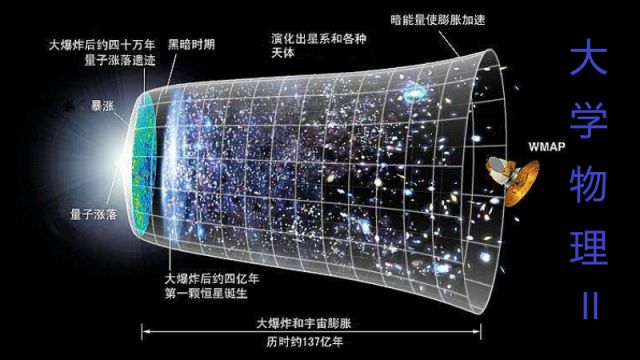 暗能量使膨胀加速
大爆炸后约四十万年
量子涨落遗迹
黑暗时期
演化出星系和各种
天体
暴涨
WMAP
量子涨落
大爆炸后约四亿年
第一颗恒星诞生
大爆炸和宇宙膨胀
历时约137亿年
大学物理II